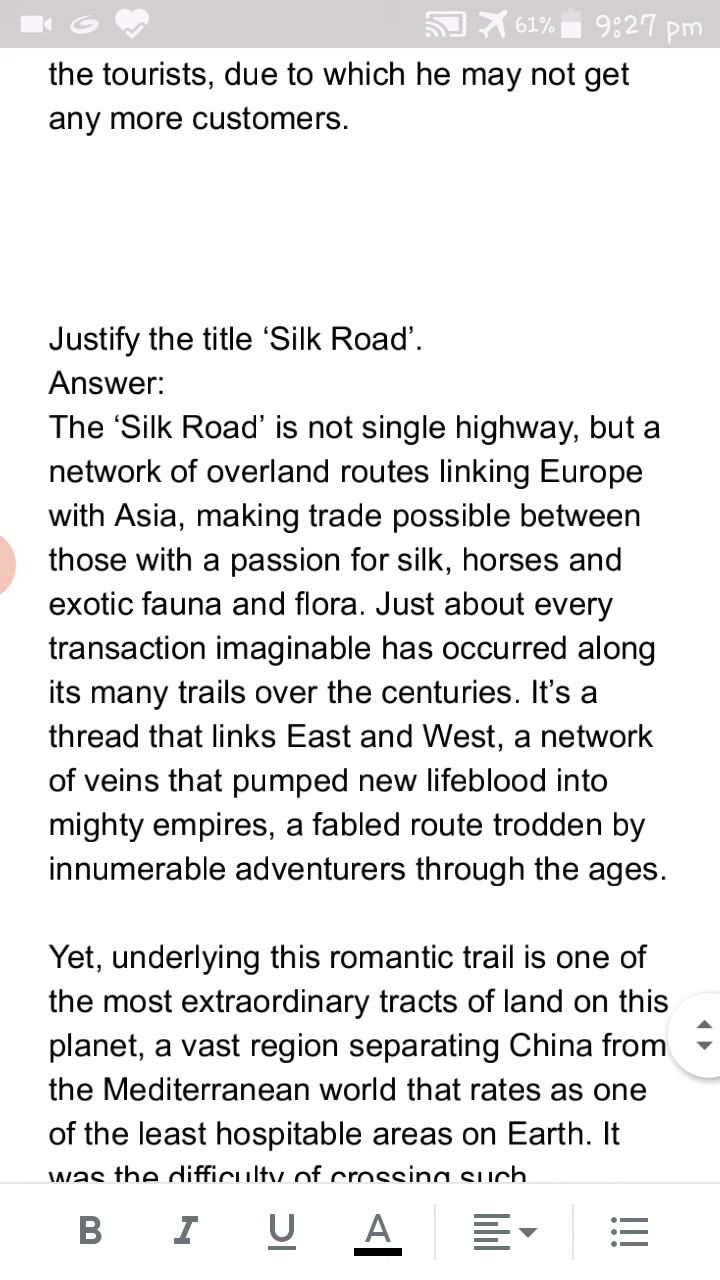 61% 9:27 pm
the tourists, due to which he may not get
any more customers.
Justify the title ‘Silk Road’.
Answer:
The ‘Silk Road’ is not single highway, but a
network of overland routes linking Europe
with Asia, making trade possible between
those with a passion for silk, horses and
exotic fauna and flora. Just about every
transaction imaginable has occurred along
its many trails over the centuries. It’s a
thread that links East and West, a network
of veins that pumped new lifeblood into
mighty empires, a fabled route trodden by
innumerable adventurers through the ages.
Yet, underlying this romantic trail is one of
the most extraordinary tracts of land on this
planet, a vast region separating China from
the Mediterranean world that rates as one
of the least hospitable areas on Earth. It
was the difficulty of crossing such
B I U A